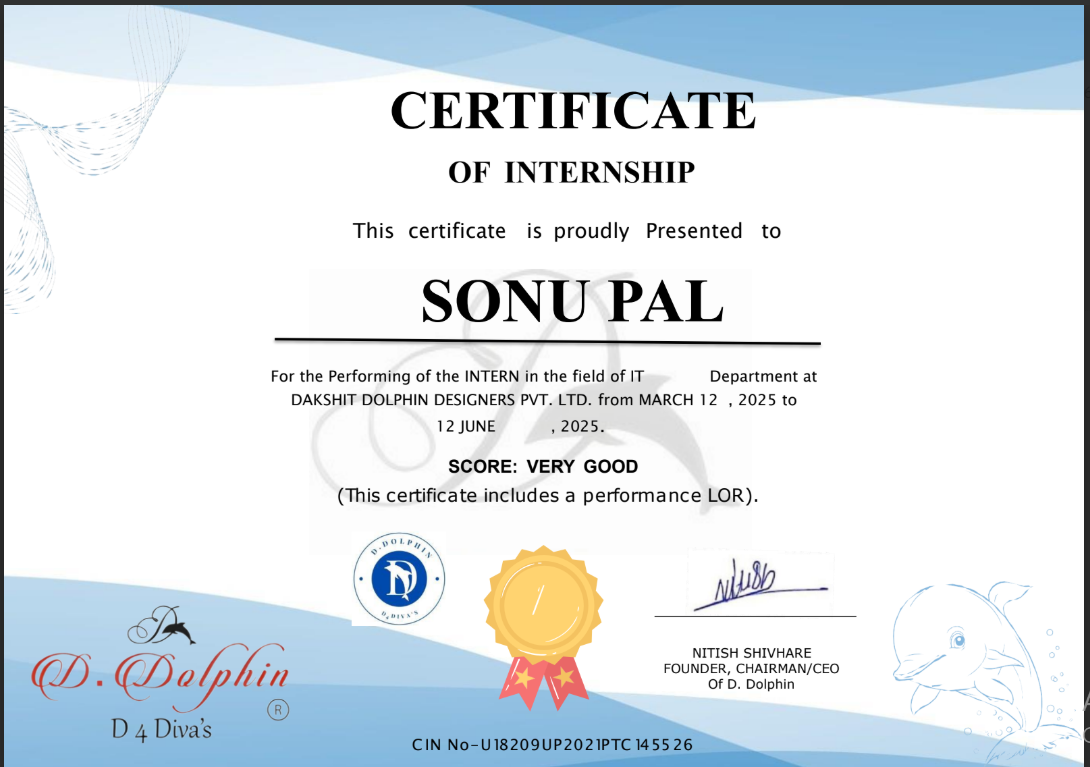 CERTIFICATE
OF INTERNSHIP
This certificate is proudly Presented to
SONU PAL
For the Performing of the INTERN in the field of IT Department at
DAKSHIT DOLPHIN DESIGNERS PVT. LTD. from MARCH 12 , 2025 to
12 JUNE , 2025.
SCORE: VERY GOOD
(This certificate includes a performance LOR).
D.DOLPHIN
D
D4DIVA'S
NITISH SHIVHARE
FOUNDER, CHAIRMAN/CEO
Of D. Dolphin
D. Dolphin
R
D 4 Diva's
CIN No-U18209UP2021PTC145526